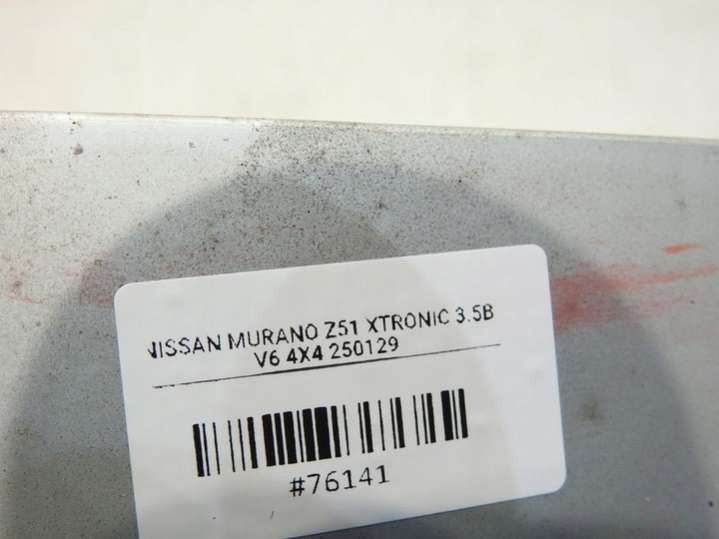 NISSAN MURANO Z51 XTRONIC 3.5B
V6 4X4 250129
#76141